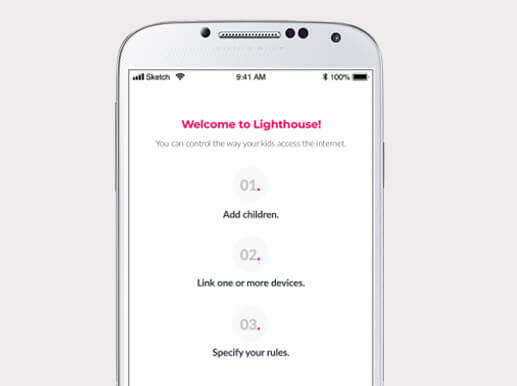 Sketch 9:41 AM 100%
Welcome to Lighthouse!
You can control the way your kids access the internet.
01.
Add children.
02.
Link one or more devices.
03.
Specify your rules.